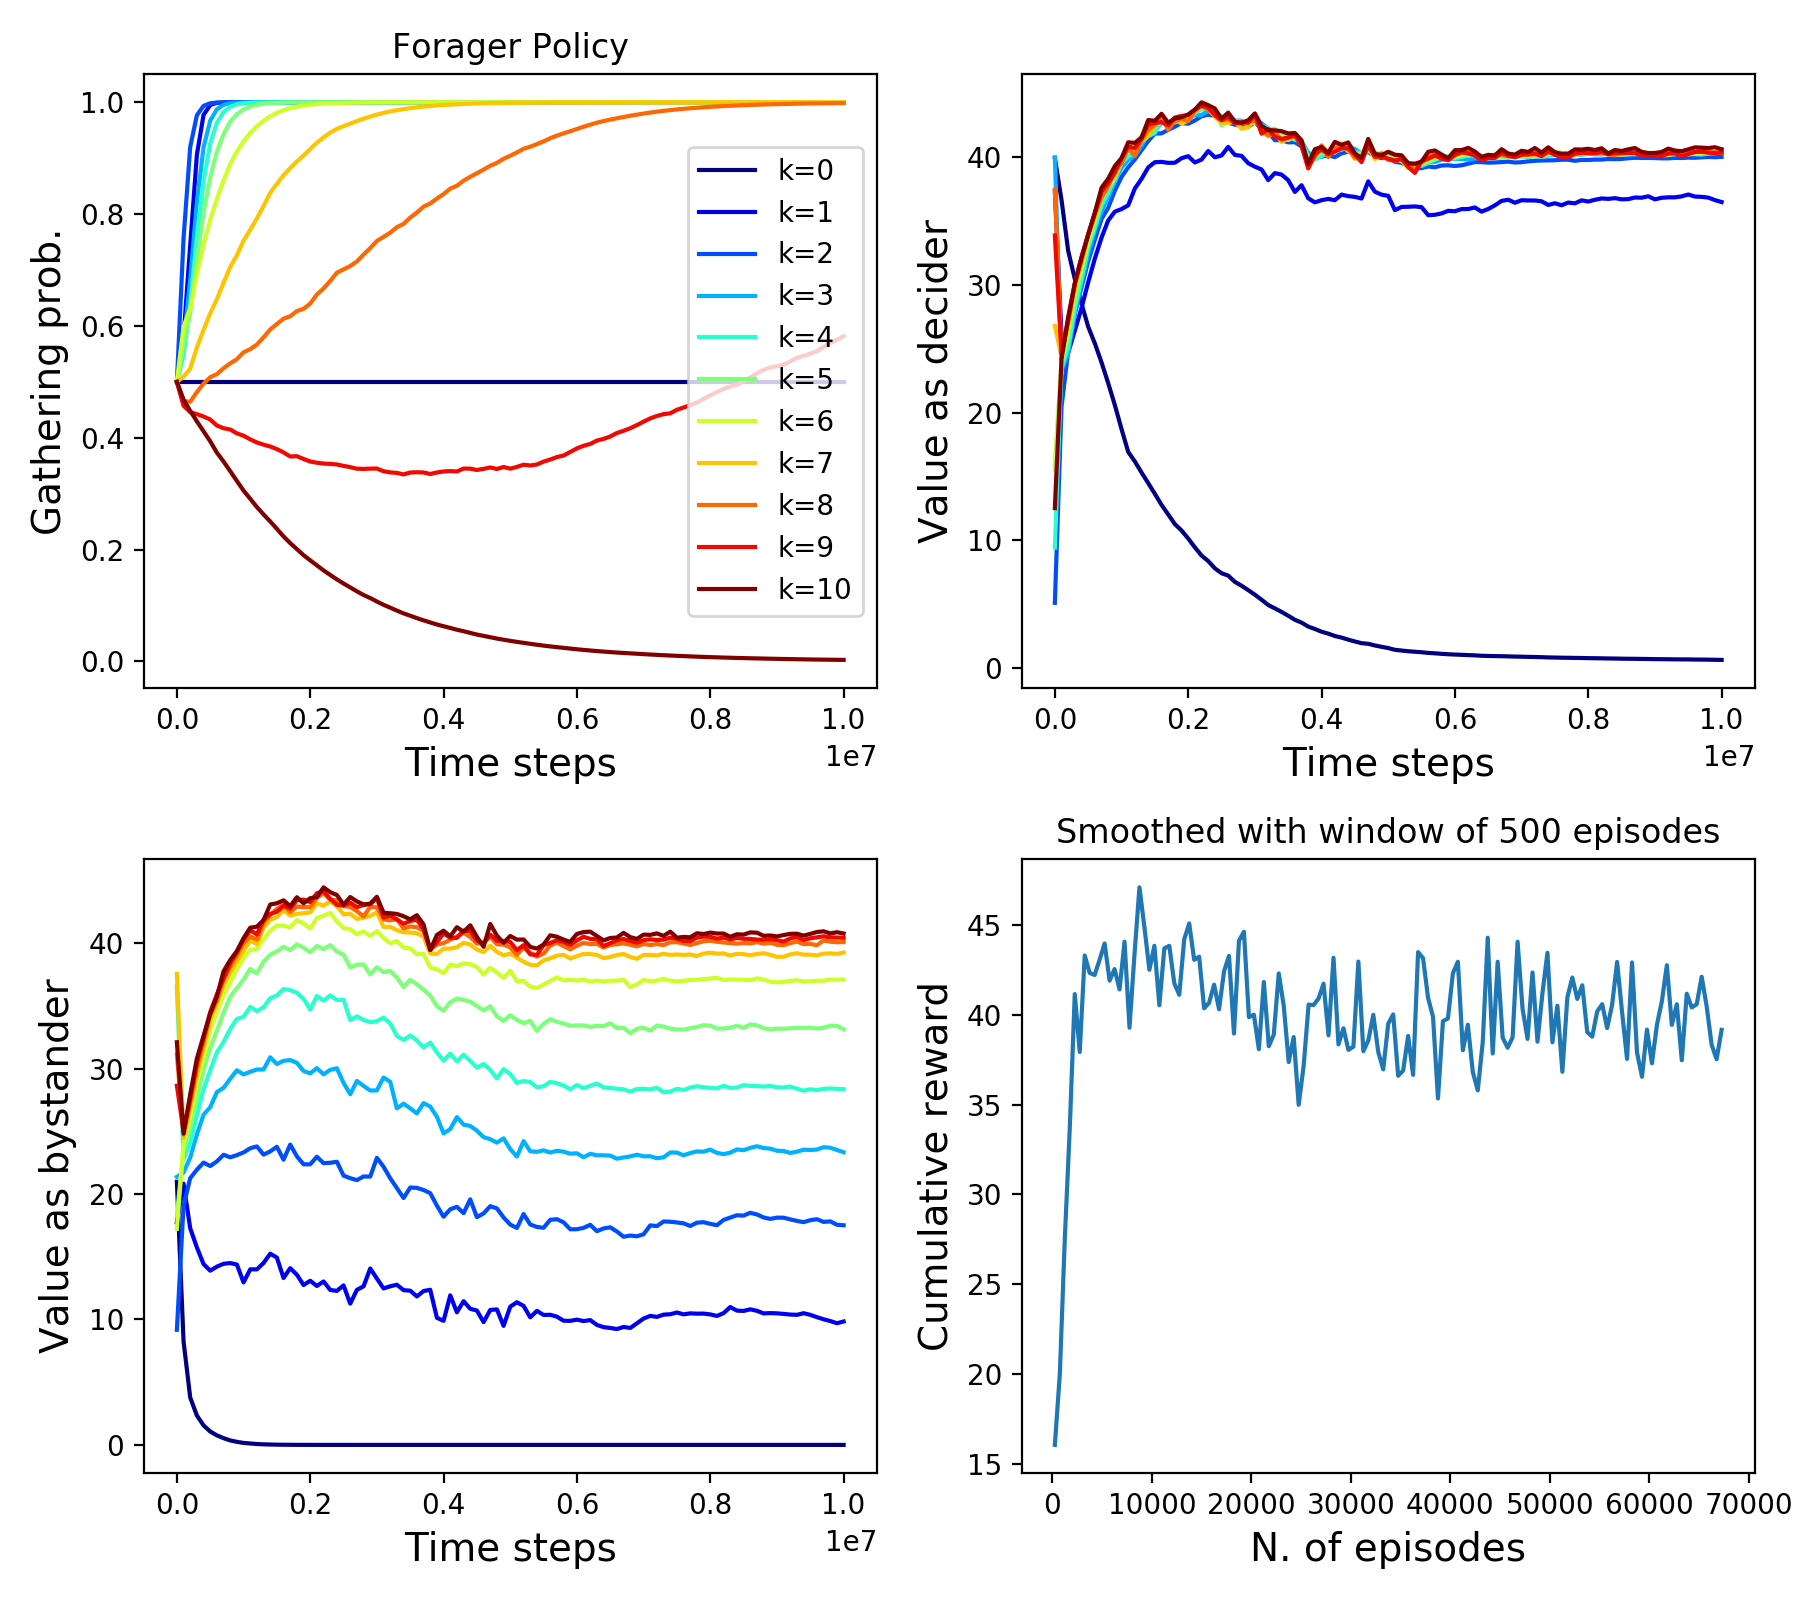 Forager Policy
Gathering prob.
1.0
0.8
0.6
0.4
0.2
0.0
k=0
k=1
k=2
k=3
k=4
k=5
k=6
k=7
k=8
k=9
k=10
0.0 0.2 0.4 0.6 0.8 1.0
1e7
Time steps
Value as decider
40
30
20
10
0
0.0 0.2 0.4 0.6 0.8 1.0
1e7
Time steps
Value as bystander
40
30
20
10
0
0.0 0.2 0.4 0.6 0.8 1.0
1e7
Time steps
Smoothed with window of 500 episodes
Cumulative reward
45
40
35
30
25
20
15
0 10000 20000 30000 40000 50000 60000 70000
N. of episodes